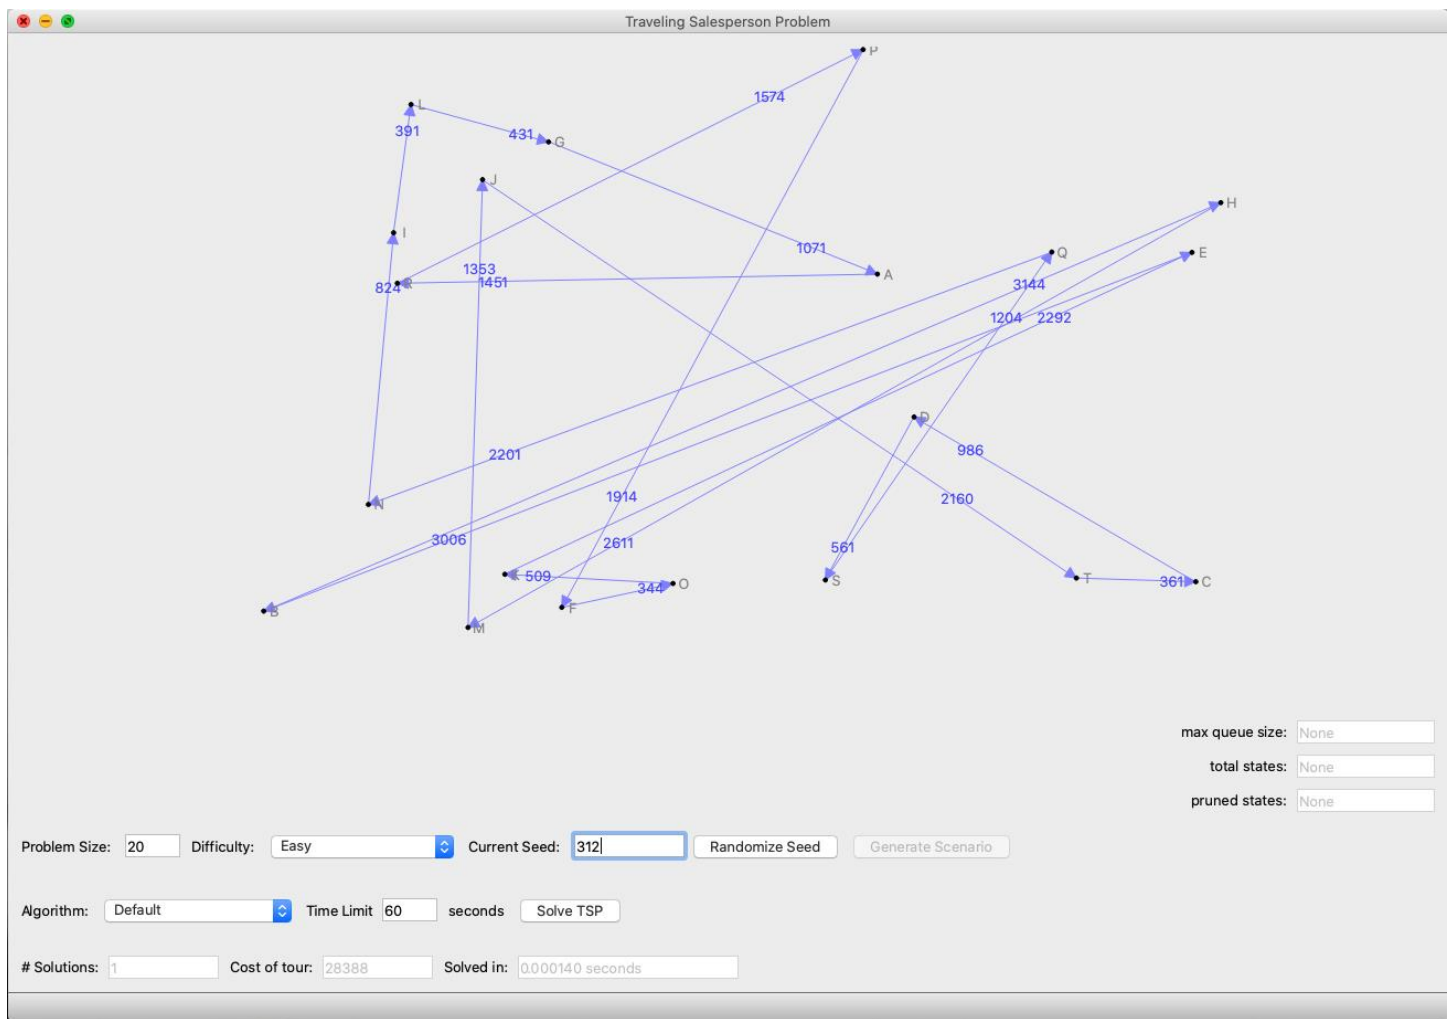 Traveling Salesperson Problem
P
1574
L
391
431
G
J
H
I
1071
Q
E
1353
A
824
R
1451
3144
1204
2292
D
986
2201
1914
2160
N
3006
2611
561
K
509
344
O
S
T
361
C
B
F
M
max queue size: None
total states: None
pruned states: None
Problem Size: 20 Difficulty: Easy Current Seed: 312 Randomize Seed Generate Scenario
Algorithm: Default Time Limit 60 seconds Solve TSP
# Solutions: 1 Cost of tour: 28388 Solved in: 0.000140 seconds